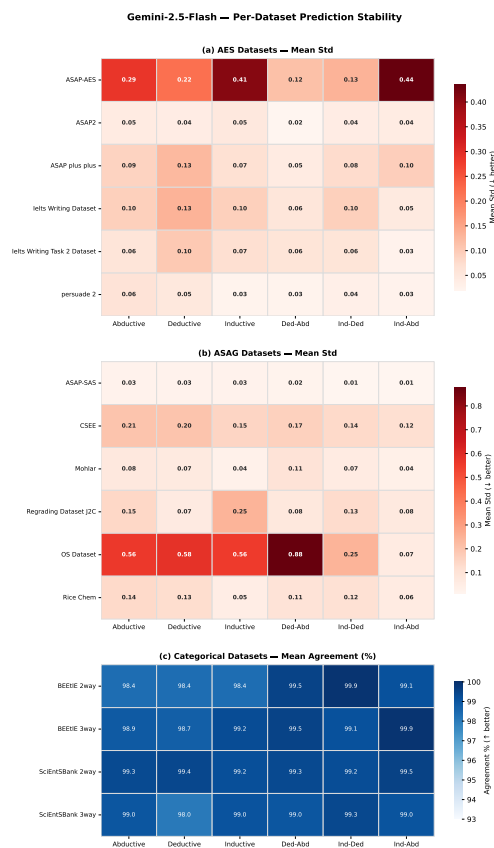 Gemini-2.5-Flash — Per-Dataset Prediction Stability
(a) AES Datasets — Mean Std
ASAP-AES 0.29 0.22 0.41 0.12 0.13 0.44
ASAP2 0.05 0.04 0.05 0.02 0.04 0.04
ASAP plus plus 0.09 0.13 0.07 0.05 0.08 0.10
Ielts Writing Dataset 0.10 0.13 0.10 0.06 0.10 0.05
Ielts Writing Task 2 Dataset 0.06 0.10 0.07 0.06 0.06 0.03
persuade 2 0.06 0.05 0.03 0.03 0.04 0.03
Abductive Deductive Inductive Ded-Abd Ind-Ded Ind-Abd
0.40
0.35
0.30
0.25
0.20
0.15
0.10
0.05
Mean Std (↓ better)
(b) ASAG Datasets — Mean Std
ASAP-SAS 0.03 0.03 0.03 0.02 0.01 0.01
CSEE 0.21 0.20 0.15 0.17 0.14 0.12
Mohlar 0.08 0.07 0.04 0.11 0.07 0.04
Regrading Dataset J2C 0.15 0.07 0.25 0.08 0.13 0.08
OS Dataset 0.56 0.58 0.56 0.88 0.25 0.07
Rice Chem 0.14 0.13 0.05 0.11 0.12 0.06
Abductive Deductive Inductive Ded-Abd Ind-Ded Ind-Abd
0.8
0.7
0.6
0.5
0.4
0.3
0.2
0.1
Mean Std (↓ better)
(c) Categorical Datasets — Mean Agreement (%)
BEEtIE 2way 98.4 98.4 98.4 99.5 99.9 99.1
BEEtIE 3way 98.9 98.7 99.2 99.5 99.1 99.9
SciEntSBank 2way 99.3 99.4 99.2 99.3 99.2 99.5
SciEntSBank 3way 99.0 98.0 99.0 99.0 99.3 99.0
Abductive Deductive Inductive Ded-Abd Ind-Ded Ind-Abd
100
99
98
97
96
95
94
93
Agreement % (↑ better)